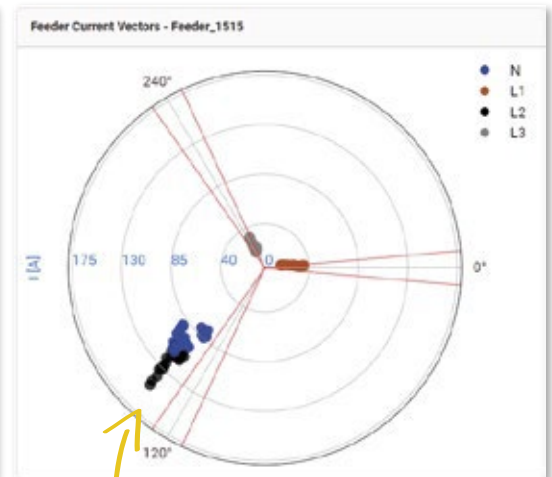 Feeder Current Vectors - Feeder_1515
N
L1
L2
L3
240°
I [A]
175 130 85 40 0
0°
120°